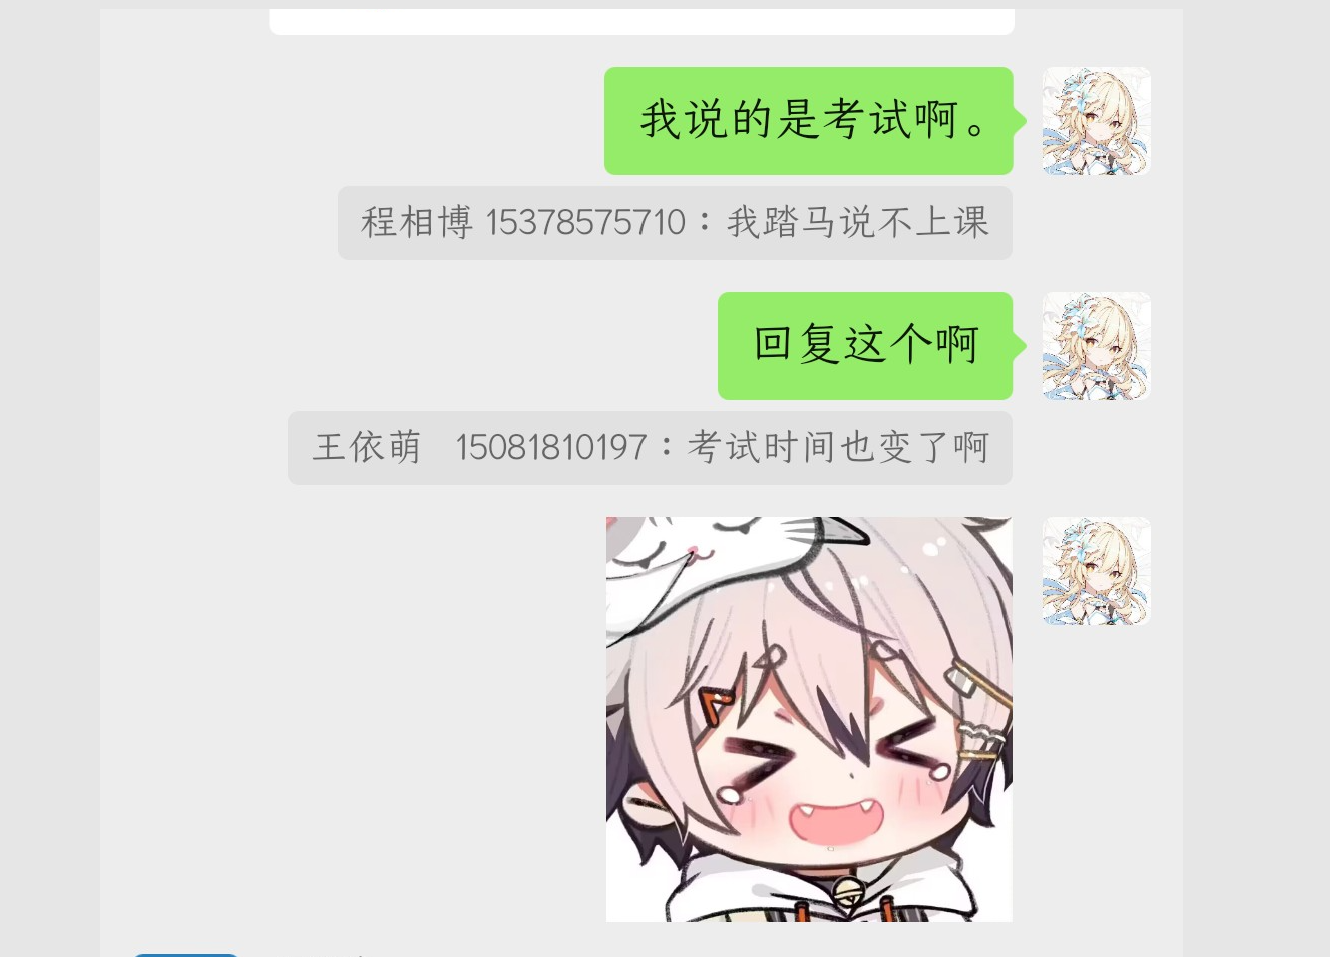 我说的是考试啊。
程相博 15378575710：我踏马说不上课
回复这个啊
王依萌 15081810197：考试时间也变了啊